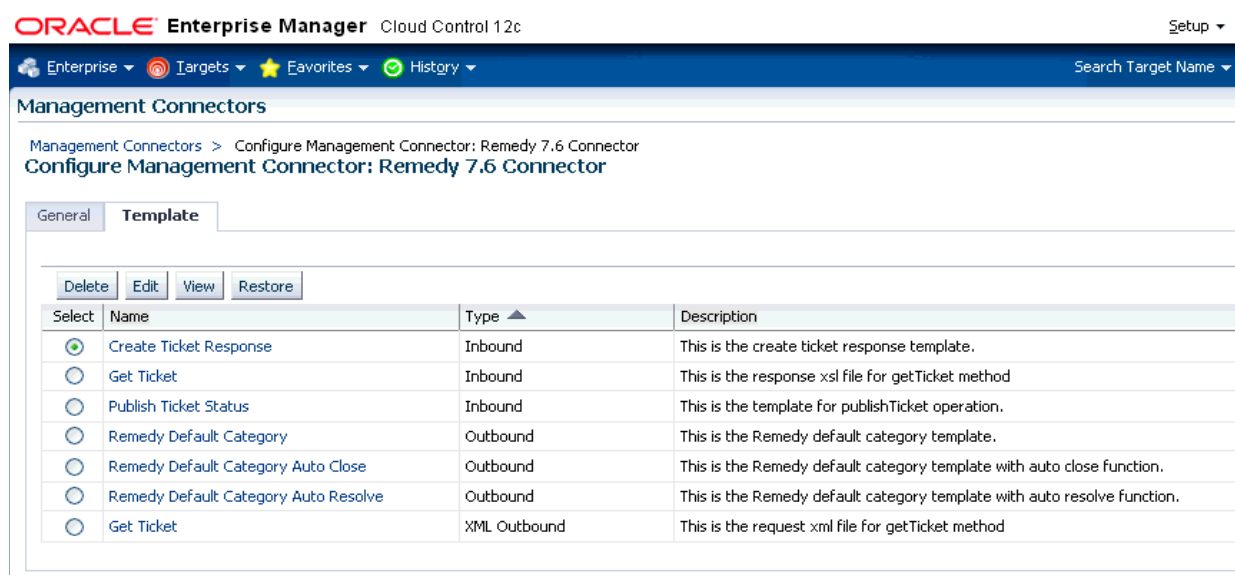 ORACLE Enterprise Manager Cloud Control 12c Setup
Enterprise Targets Favorites History Search Target Name
Management Connectors
Management Connectors > Configure Management Connector: Remedy 7.6 Connector
Configure Management Connector: Remedy 7.6 Connector
General Template
Delete Edit View Restore
Select Name Type Description
Create Ticket Response Inbound This is the create ticket response template.
Get Ticket Inbound This is the response xsl file for getTicket method
Publish Ticket Status Inbound This is the template for publishTicket operation.
Remedy Default Category Outbound This is the Remedy default category template.
Remedy Default Category Auto Close Outbound This is the Remedy default category template with auto close function.
Remedy Default Category Auto Resolve Outbound This is the Remedy default category template with auto resolve function.
Get Ticket XML Outbound This is the request xml file for getTicket method